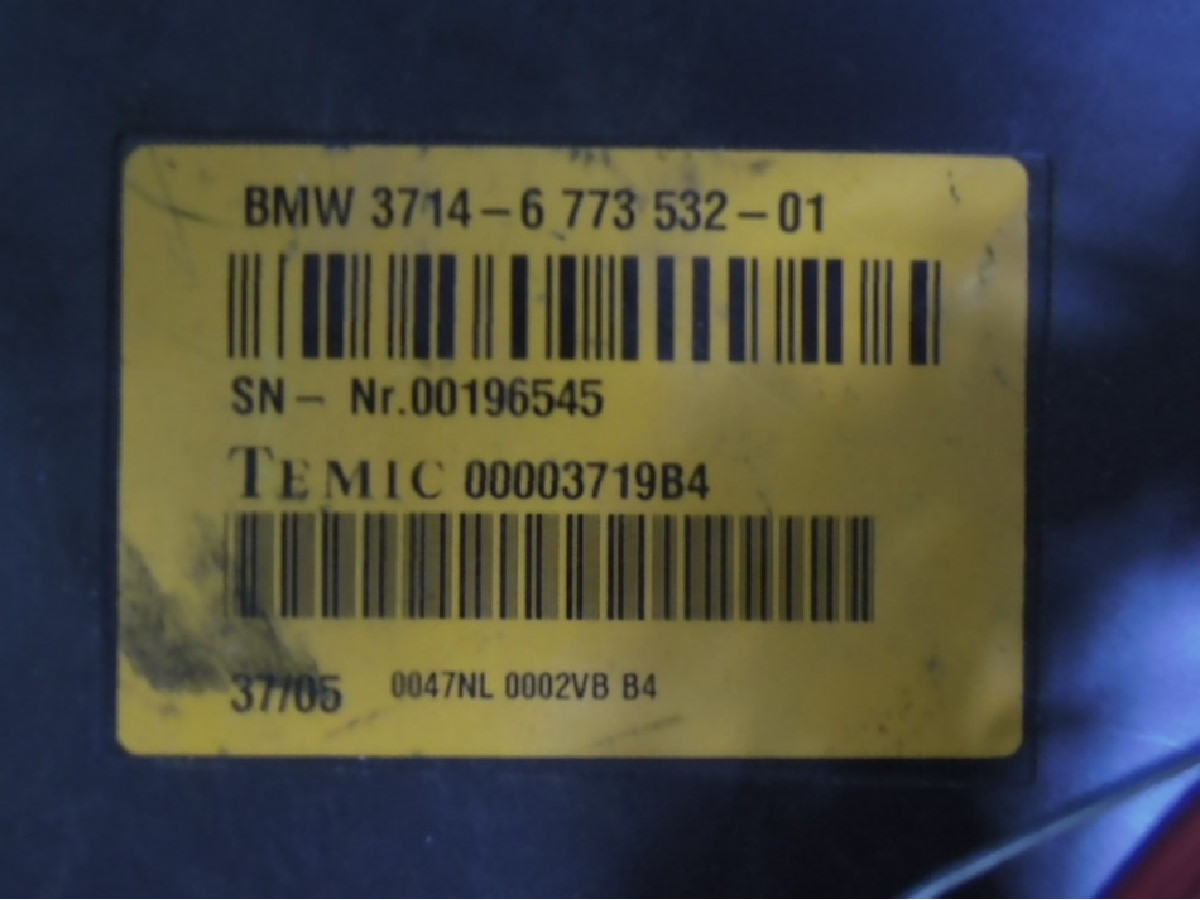 BMW 3714-6 773 532-01
SN- Nr.00196545
TEMIC 00003719B4
37/05 0047NL 0002VB B4